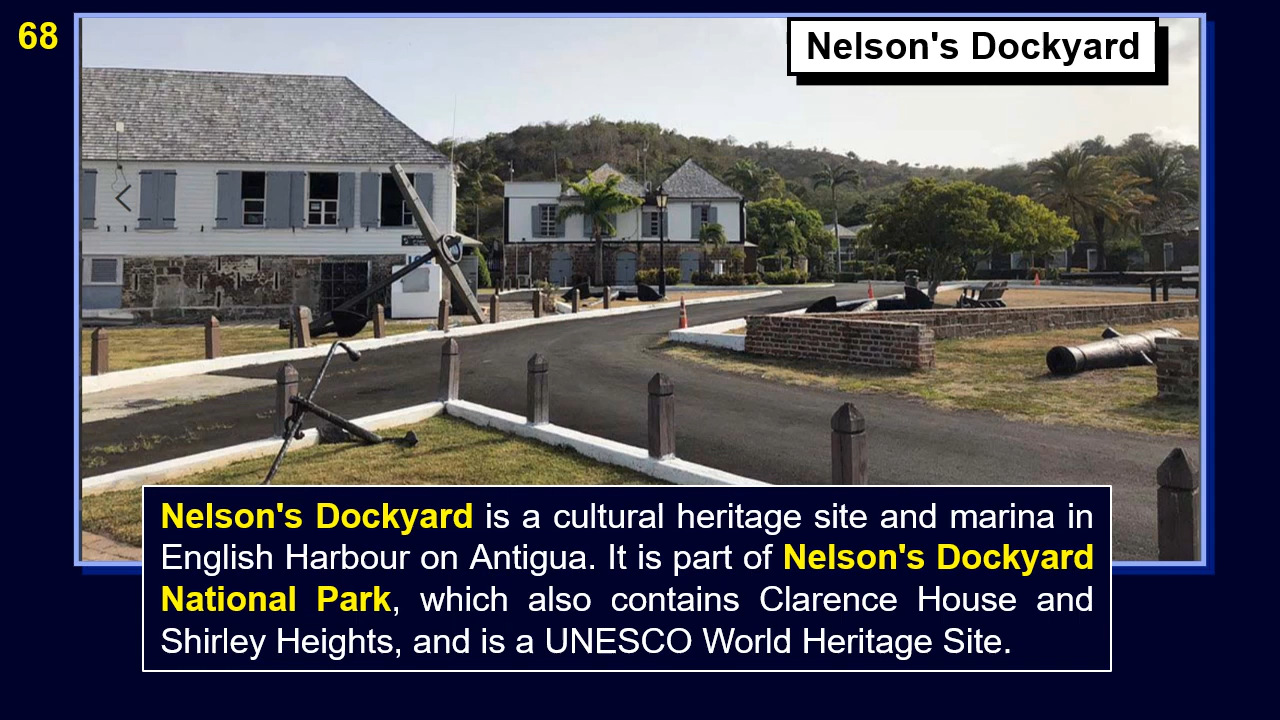 68
Nelson's Dockyard
Nelson's Dockyard is a cultural heritage site and marina in
English Harbour on Antigua. It is part of Nelson's Dockyard
National Park, which also contains Clarence House and
Shirley Heights, and is a UNESCO World Heritage Site.